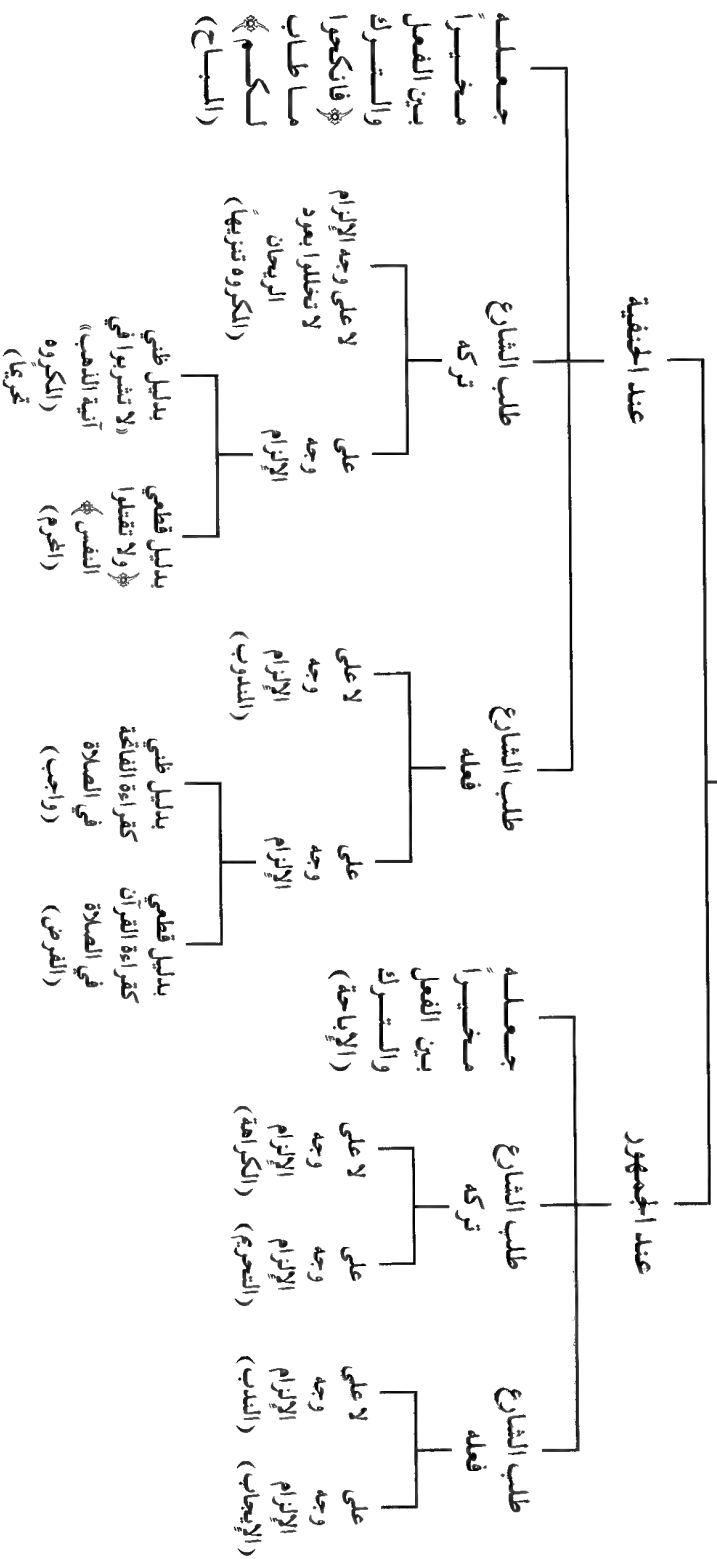 عند الجمهور
طلب الشارع
فعله
على
وجه
الإلزام
(الإيجاب)
لا على
وجه
الإلزام
(الندب)
طلب الشارع
تركه
على
وجه
الإلزام
(التحريم)
لا على
وجه
الإلزام
(الكراهة)
جعله
مخيراً
بين الفعل
والترك
(الإباحة)
عند الحنفية
طلب الشارع
فعله
على
وجه
الإلزام
بدليل قطعي
كقراءة القرآن
في الصلاة
(الفرض)
بدليل ظني
كقراءة الفاتحة
في الصلاة
(واجب)
لا على
وجه
الإلزام
(المندوب)
طلب الشارع
تركه
على
وجه
الإلزام
بدليل قطعي
﴿ولا تقتلوا
النفس﴾
(المحرم)
بدليل ظني
«لا تشربوا في
آنية الذهب»
(المكروه
تحريما)
لا على وجه الإلزام
لا تخللوا بعود
الريحان
(المكروه تنزيهاً)
جعله
مخيراً
بين الفعل
والترك
﴿فانكحوا
ما طاب
لكم﴾
(المباح)